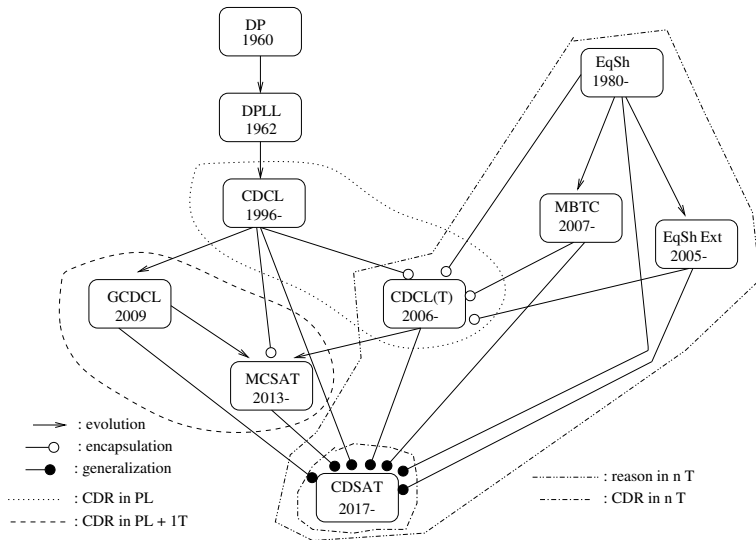 DP
1960
DPLL
1962
CDCL
1996-
EqSh
1980-
MBTC
2007-
EqSh Ext
2005-
GCDCL
2009
CDCL(T)
2006-
MCSAT
2013-
CDSAT
2017-
: evolution
: encapsulation
: generalization
: CDR in PL
: CDR in PL + 1T
: reason in n T
: CDR in n T